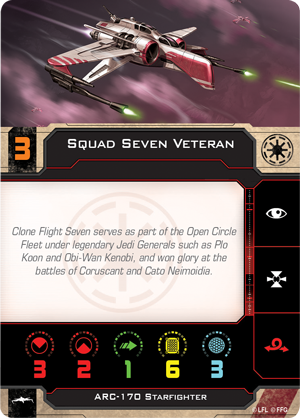 3 Squad Seven Veteran
Clone Flight Seven serves as part of the Open Circle
Fleet under legendary Jedi Generals such as Plo
Koon and Obi-Wan Kenobi, and won glory at the
battles of Coruscant and Cato Neimoidia.
3 2 1 6 3
ARC-170 Starfighter
©LFL ©FFG